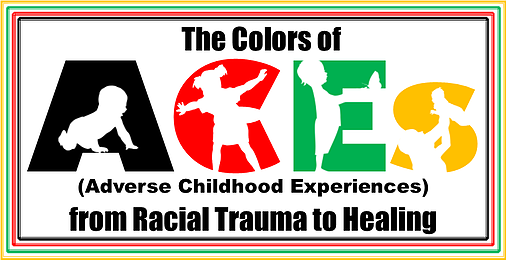 The Colors of
ACEs
(Adverse Childhood Experiences)
from Racial Trauma to Healing